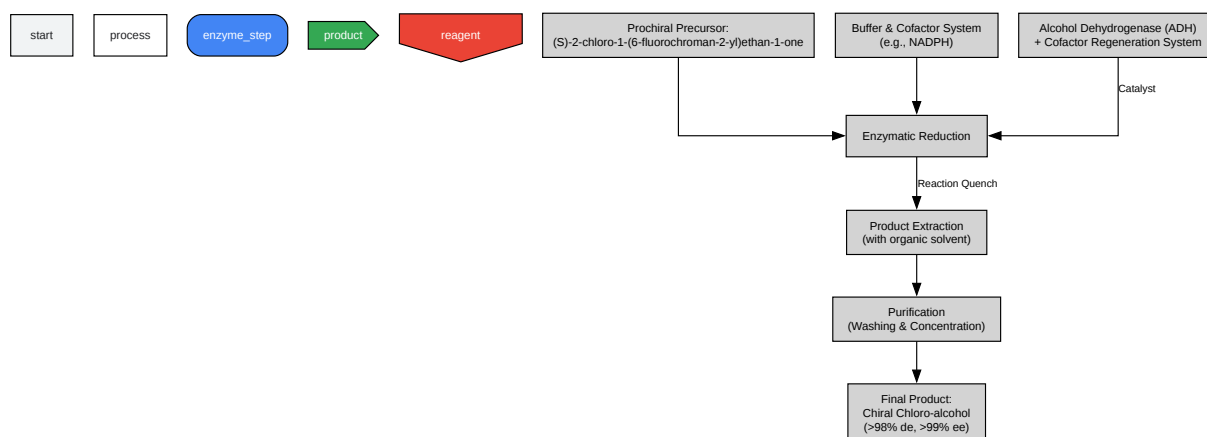 start
process
enzyme_step
product
reagent
Prochiral Precursor:
(S)-2-chloro-1-(6-fluorochroman-2-yl)ethan-1-one
Buffer & Cofactor System
(e.g., NADPH)
Alcohol Dehydrogenase (ADH)
+ Cofactor Regeneration System
Catalyst
Enzymatic Reduction
Reaction Quench
Product Extraction
(with organic solvent)
Purification
(Washing & Concentration)
Final Product:
Chiral Chloro-alcohol
(>98% de, >99% ee)